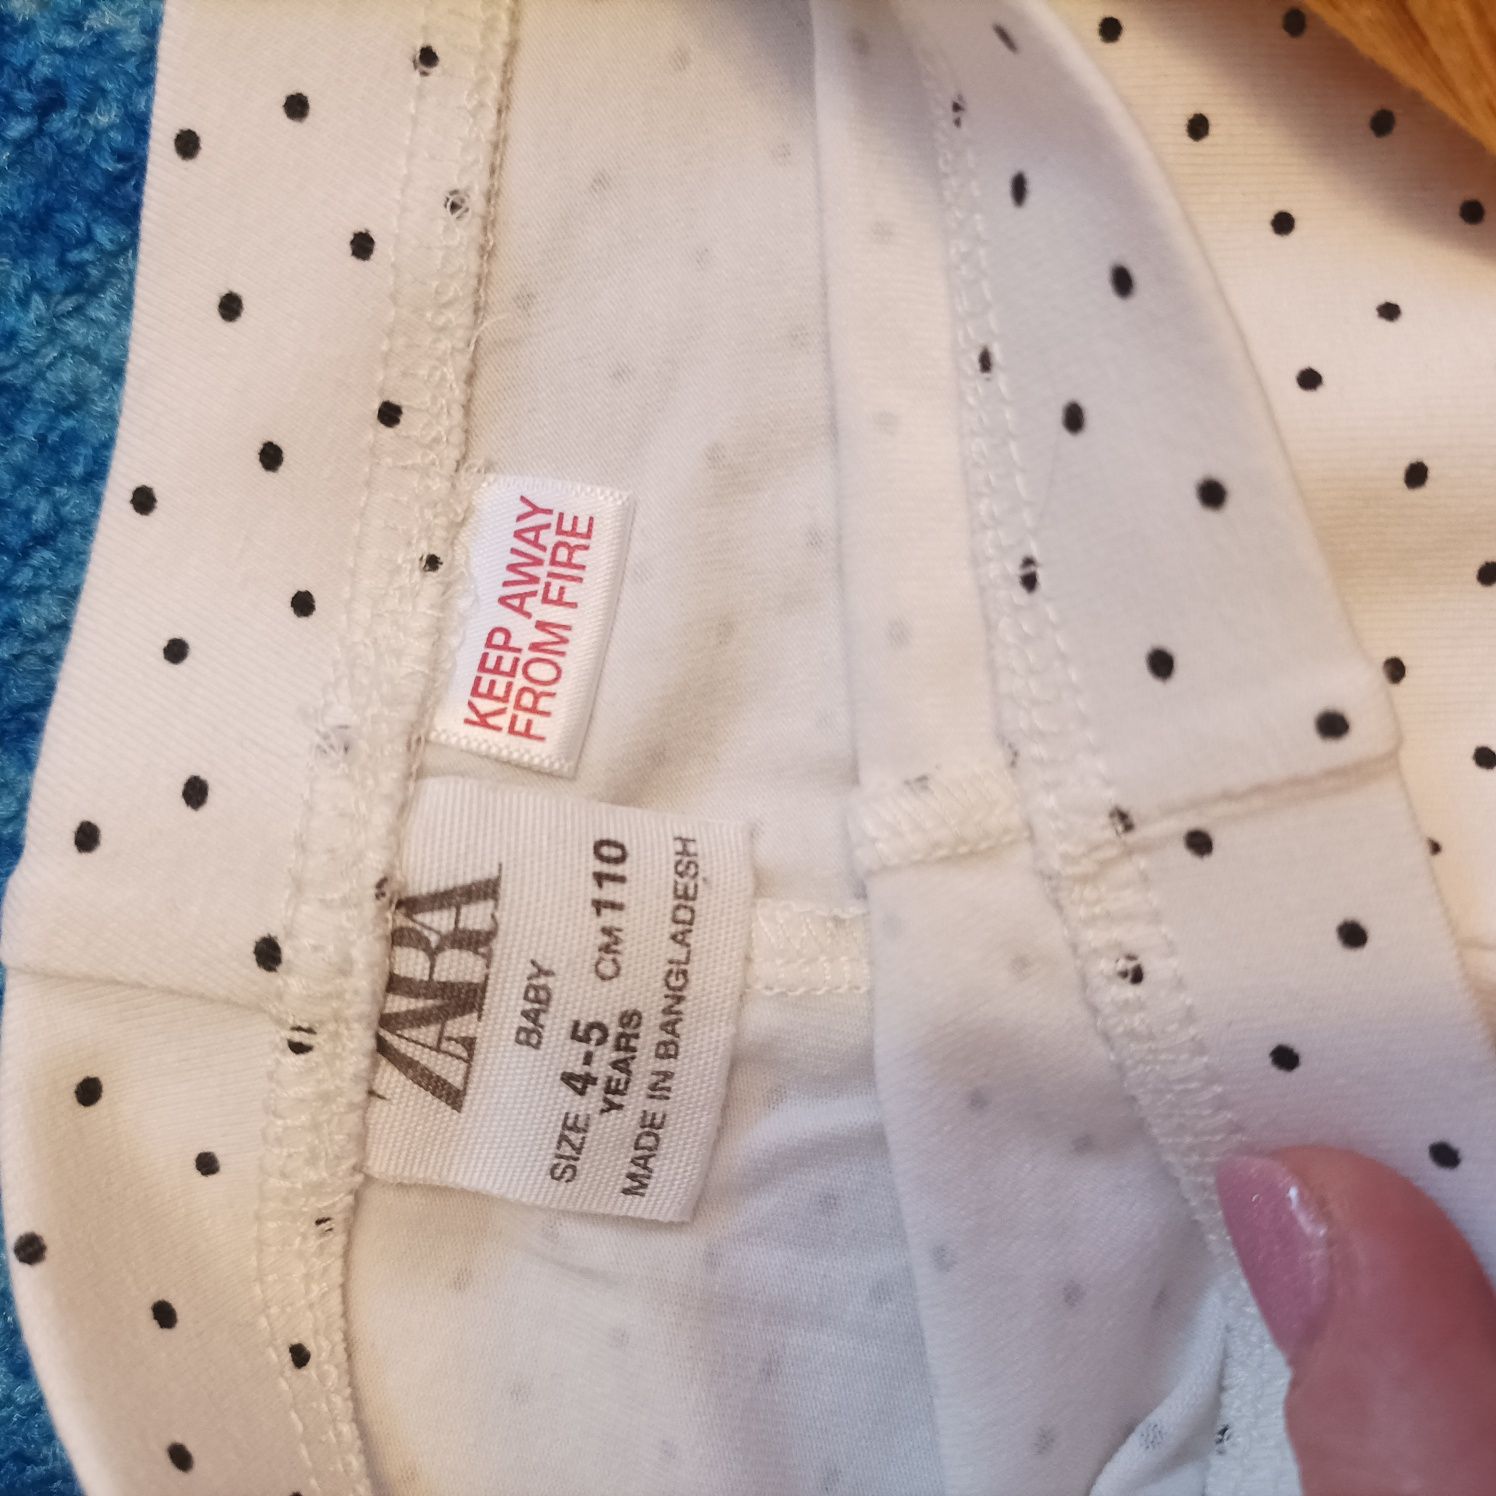 KEEP AWAY
FROM FIRE
ZARA
BABY
SIZE 4-5 CM 110
YEARS
MADE IN BANGLADESH